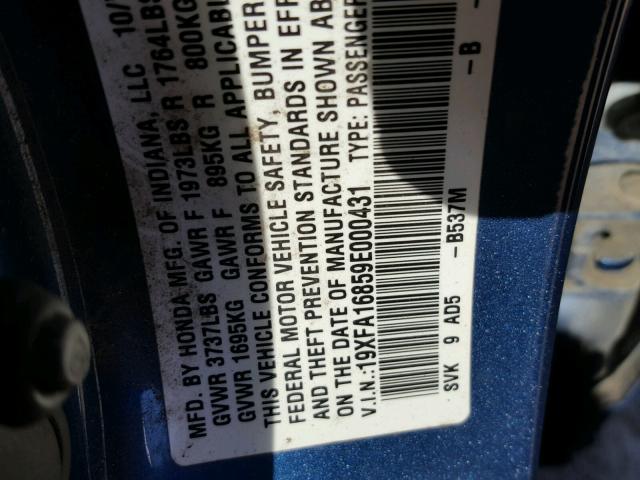 MFD. BY HONDA MFG. OF INDIANA, LLC 10/
GVWR 3737LBS GAWR F 1973LBS R 1764LBS
GVWR 1695KG GAWR F 895KG R 800KG
THIS VEHICLE CONFORMS TO ALL APPLICABL
FEDERAL MOTOR VEHICLE SAFETY, BUMPER
AND THEFT PREVENTION STANDARDS IN EFF
ON THE DATE OF MANUFACTURE SHOWN AB
V.I.N.:19XFA16859E000431 TYPE: PASSENGER
SVK 9 AD5 -B537M -B -